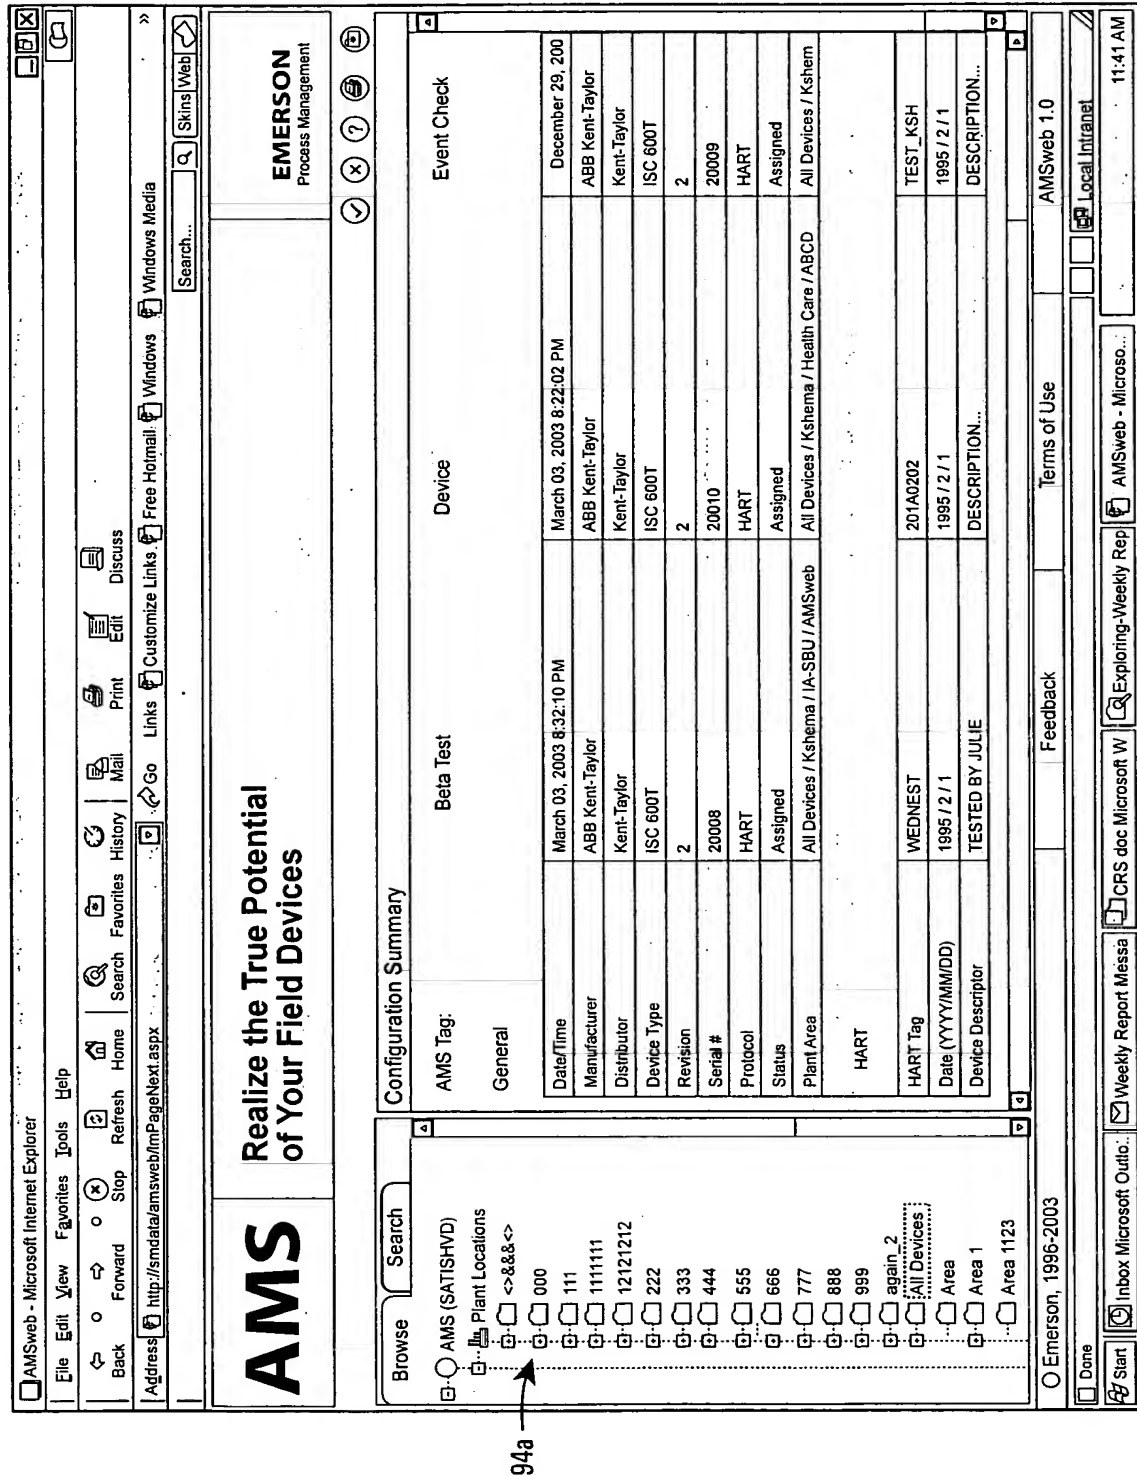 AMSweb - Microsoft Internet Explorer
File Edit View Favorites Tools Help
Back Forward Stop Refresh Home Search Favorites History Mail Print Edit Discuss
Address http://smdata/amsweb/ImPageNext.aspx Go Links Customize Links Free Hotmail Windows Windows Media »
Search... Skins Web
AMS
Realize the True Potential
of Your Field Devices
EMERSON
Process Management
Browse Search
AMS (SATISHVD)
Plant Locations
<>&&&<>
000
111
1111111
12121212
222
333
444
555
666
777
888
999
again_2
All Devices
Area
Area 1
Area 1123
94a
Configuration Summary
AMS Tag: Beta Test Device Event Check
General
Date/Time March 03, 2003 8:32:10 PM March 03, 2003 8:22:02 PM December 29, 200
Manufacturer ABB Kent-Taylor ABB Kent-Taylor ABB Kent-Taylor
Distributor Kent-Taylor Kent-Taylor Kent-Taylor
Device Type ISC 600T ISC 600T ISC 600T
Revision 2 2 2
Serial # 20008 20010 20009
Protocol HART HART HART
Status Assigned Assigned Assigned
Plant Area All Devices / Kshema / IA-SBU / AMSweb All Devices / Kshema / Health Care / ABCD All Devices / Kshem
HART
HART Tag WEDNEST 201A0202 TEST_KSH
Date (YYYY/MM/DD) 1995 / 2 / 1 1995 / 2 / 1 1995 / 2 / 1
Device Descriptor TESTED BY JULIE DESCRIPTION... DESCRIPTION...
Emerson, 1996-2003 Feedback Terms of Use AMSweb 1.0
Done Local Intranet
Start Inbox Microsoft Outlo.. Weekly Report Messa CRS doc Microsoft W Exploring-Weekly Rep AMSweb - Microso... 11:41 AM